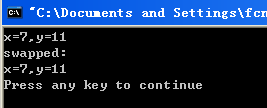 "C:\Documents and Settings\fcn
x=7,y=11
swapped:
x=7,y=11
Press any key to continue